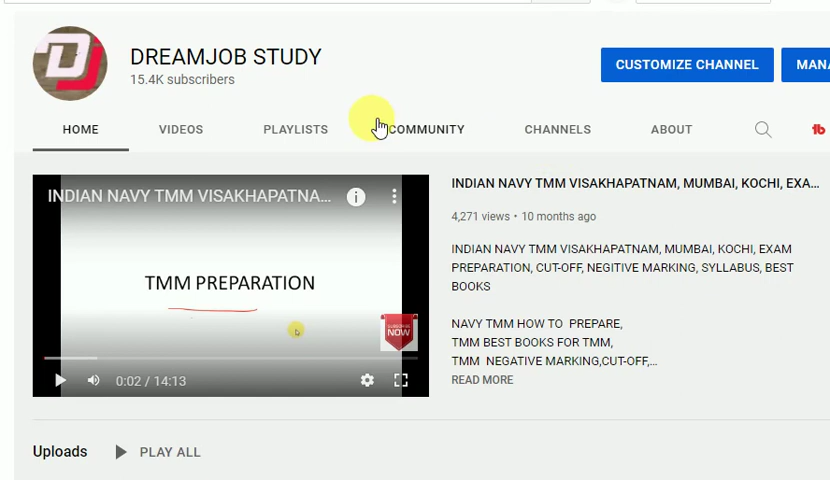 DREAMJOB STUDY
15.4K subscribers
CUSTOMIZE CHANNEL
HOME VIDEOS PLAYLISTS COMMUNITY CHANNELS ABOUT
INDIAN NAVY TMM VISAKHAPATNA...
TMM PREPARATION
SUBSCRIBE
NOW
0:02 / 14:13
INDIAN NAVY TMM VISAKHAPATNAM, MUMBAI, KOCHI, EXA...
4,271 views • 10 months ago
INDIAN NAVY TMM VISAKHAPATNAM, MUMBAI, KOCHI, EXAM
PREPARATION, CUT-OFF, NEGITIVE MARKING, SYLLABUS, BEST
BOOKS
NAVY TMM HOW TO PREPARE,
TMM BEST BOOKS FOR TMM,
TMM NEGATIVE MARKING,CUT-OFF,...
READ MORE
Uploads PLAY ALL